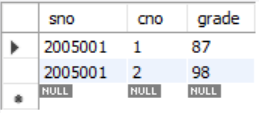 sno cno grade
2005001 1 87
2005001 2 98
NULL NULL NULL